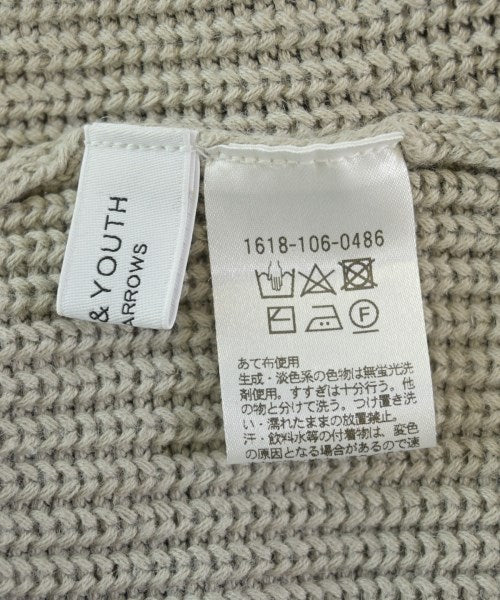 & YOUTH
ARROWS
1618-106-0486
あて布使用
生成・淡色系の色物は無蛍光洗
剤使用。すすぎは十分行う。他
の物と分けて洗う。つけ置き洗
い・濡れたままの放置禁止。
汗・飲料水等の付着物は、変色
の原因となる場合があるので速